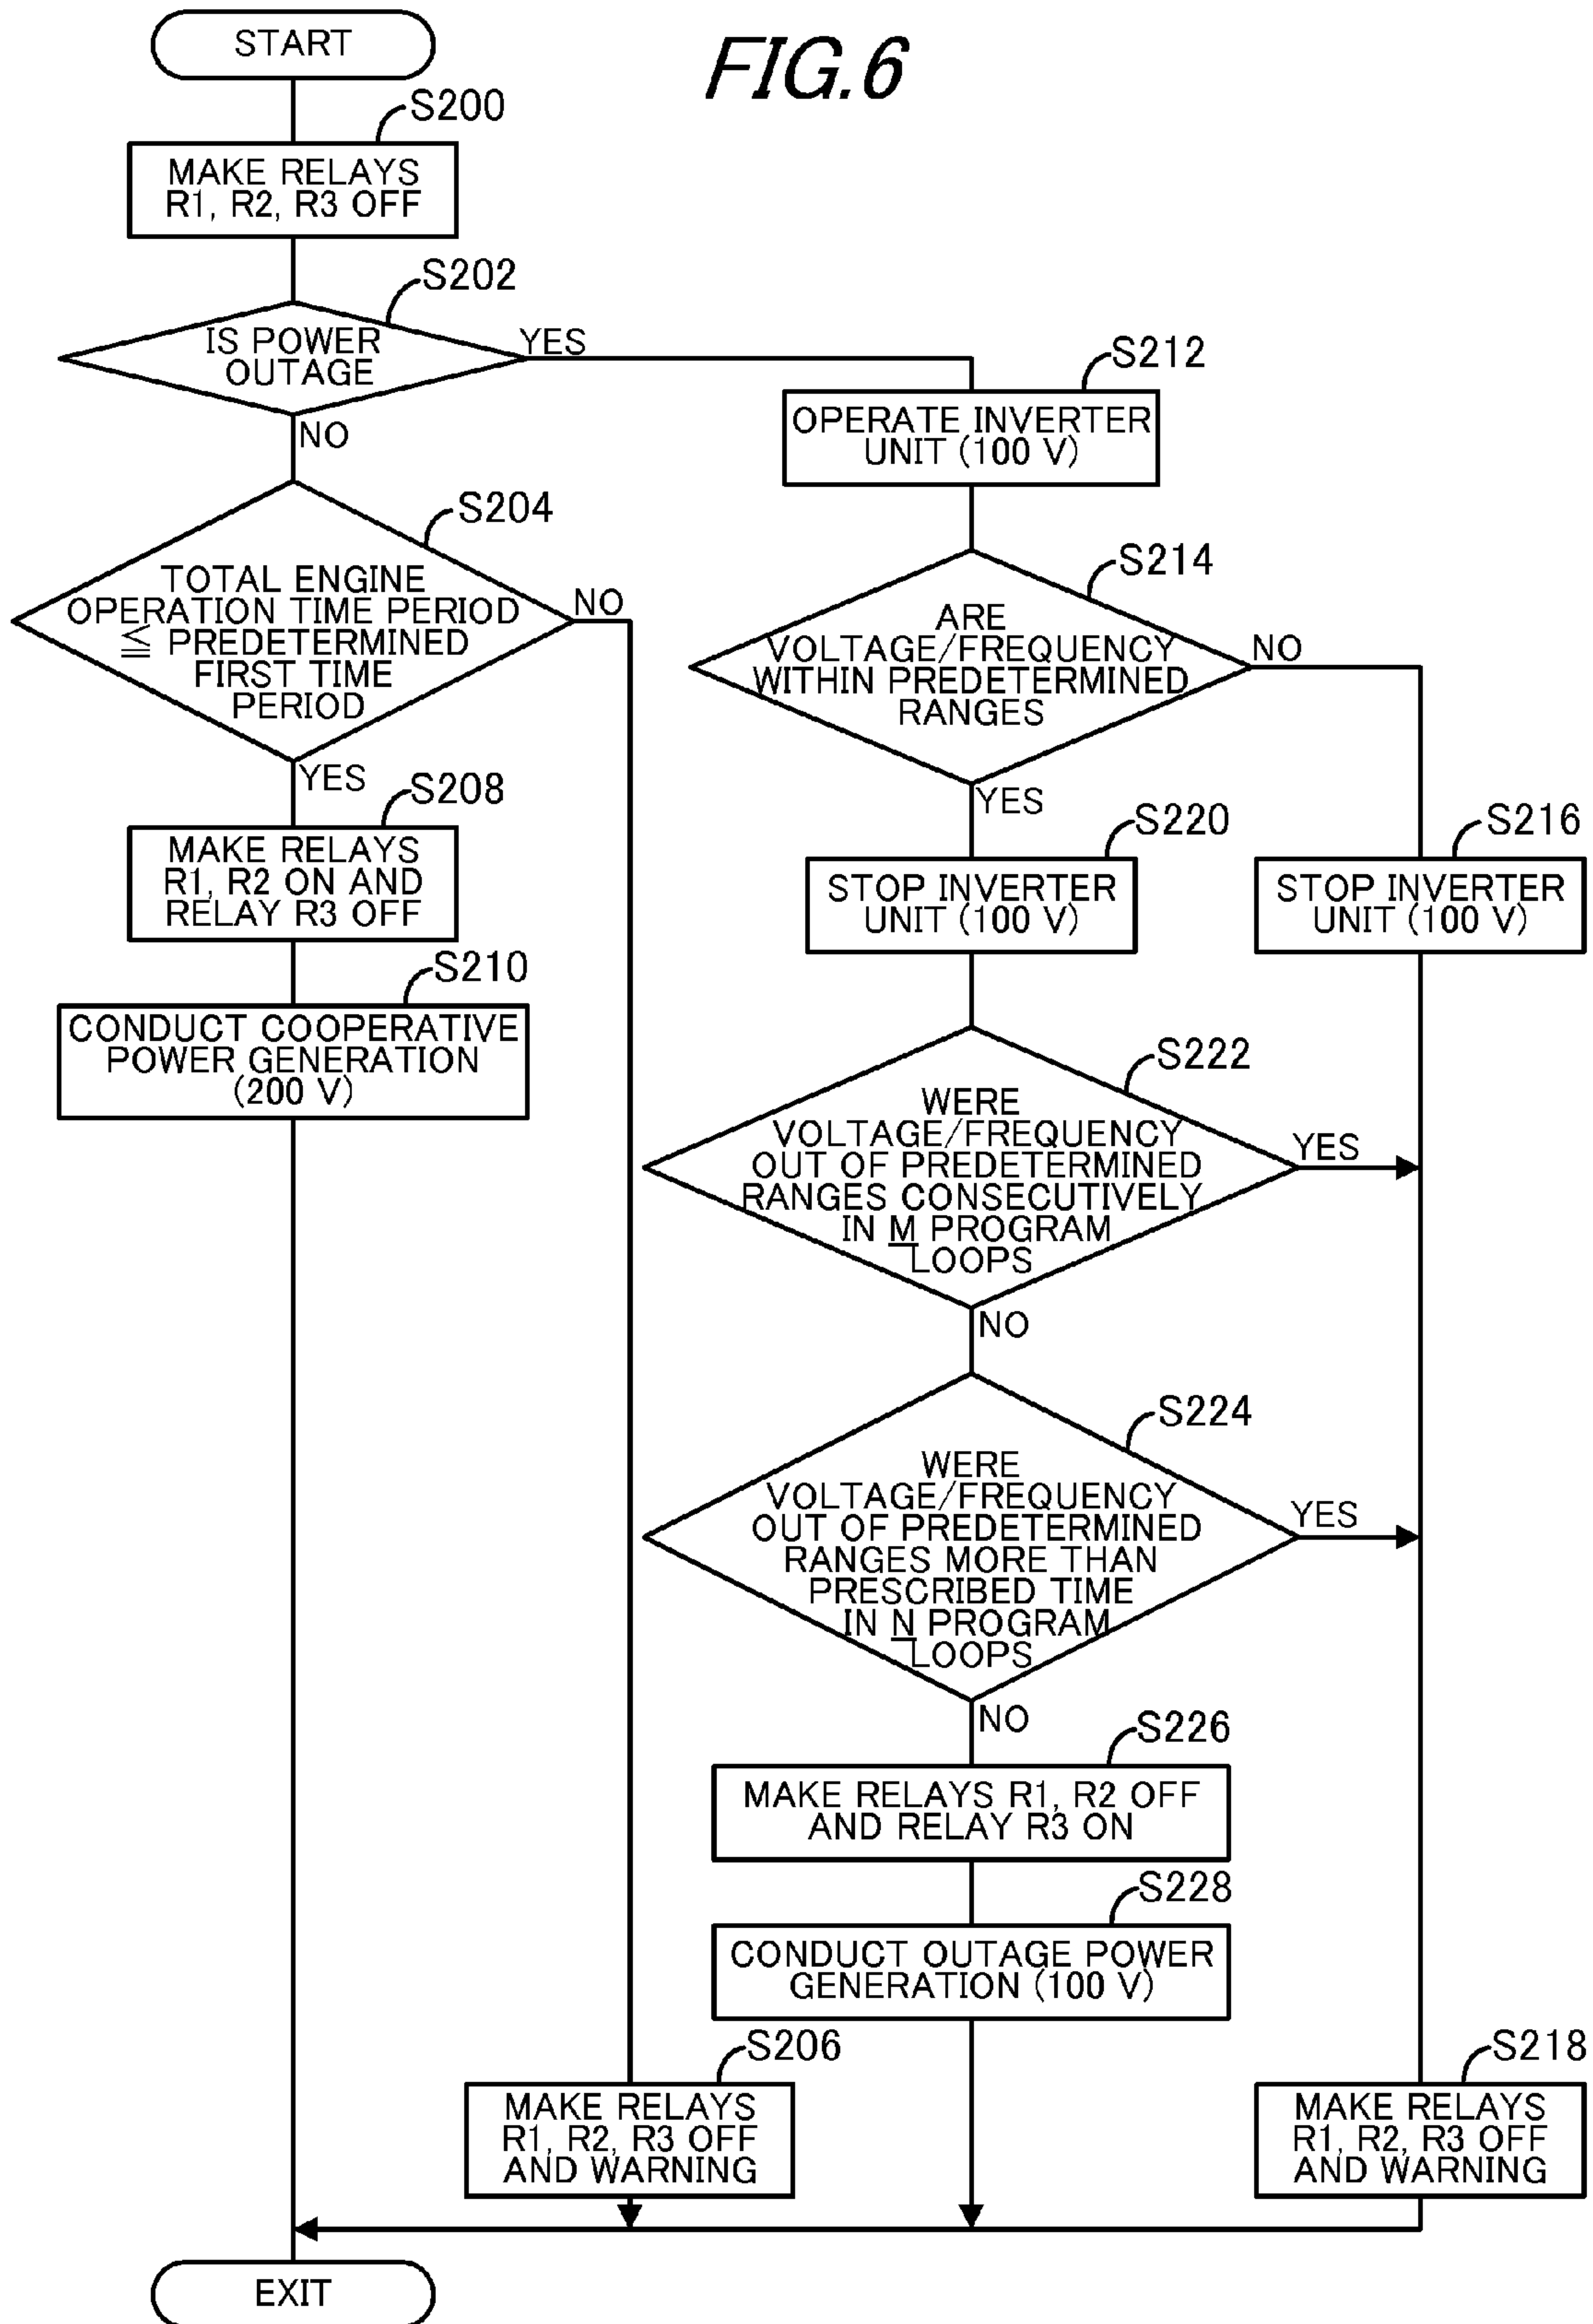 FIG.6
START
S200
MAKE RELAYS
R1, R2, R3 OFF
S202
IS POWER
OUTAGE
YES
NO
S204
TOTAL ENGINE
OPERATION TIME PERIOD
≦ PREDETERMINED
FIRST TIME
PERIOD
NO
YES
S208
MAKE RELAYS
R1, R2 ON AND
RELAY R3 OFF
S210
CONDUCT COOPERATIVE
POWER GENERATION
(200 V)
S212
OPERATE INVERTER
UNIT (100 V)
S214
ARE
VOLTAGE/FREQUENCY
WITHIN PREDETERMINED
RANGES
NO
YES
S220
STOP INVERTER
UNIT (100 V)
S216
STOP INVERTER
UNIT (100 V)
S222
WERE
VOLTAGE/FREQUENCY
OUT OF PREDETERMINED
RANGES CONSECUTIVELY
IN M PROGRAM
LOOPS
YES
NO
S224
WERE
VOLTAGE/FREQUENCY
OUT OF PREDETERMINED
RANGES MORE THAN
PRESCRIBED TIME
IN N PROGRAM
LOOPS
YES
NO
S226
MAKE RELAYS R1, R2 OFF
AND RELAY R3 ON
S228
CONDUCT OUTAGE POWER
GENERATION (100 V)
S206
MAKE RELAYS
R1, R2, R3 OFF
AND WARNING
S218
MAKE RELAYS
R1, R2, R3 OFF
AND WARNING
EXIT